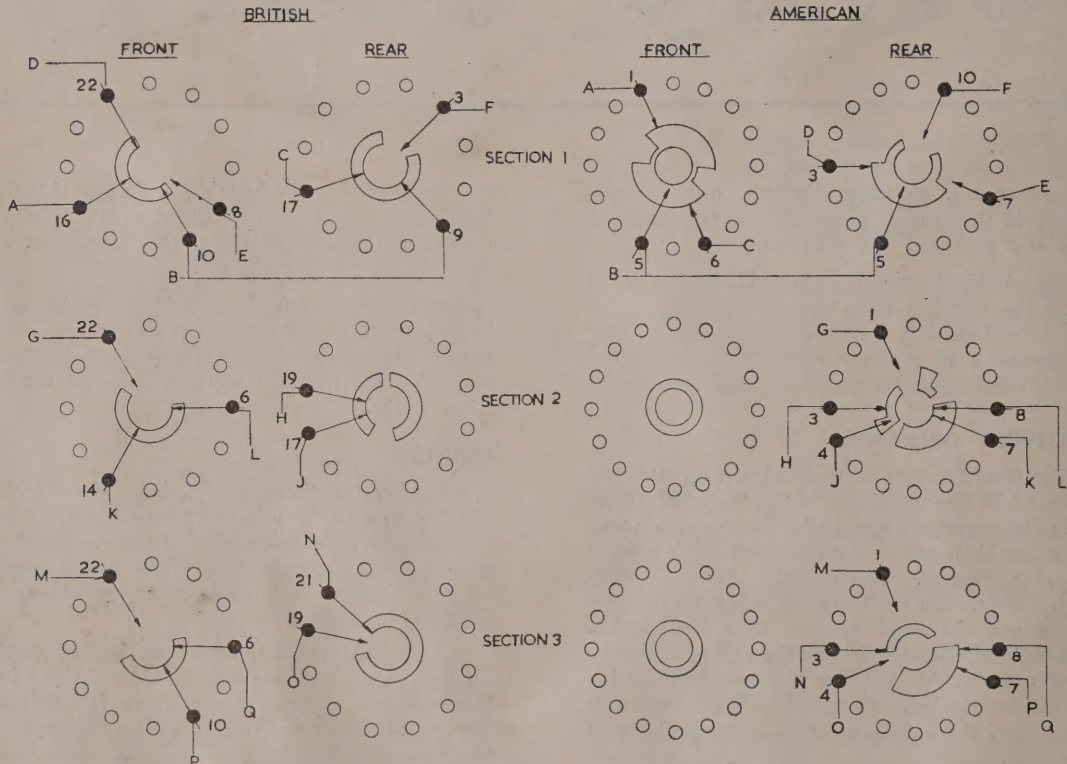 BRITISH
AMERICAN
FRONT
REAR
FRONT
REAR
D
22
3
F
A
1
10
F
C
SECTION 1
D
3
17
A
16
8
10
E
9
B
7
E
5
6
C
B
5
G
22
1
G
19
H
17
J
SECTION 2
6
L
14
K
3
H
4
J
8
7
K
L
M
22
N
21
19
O
SECTION 3
6
Q
10
P
M
1
3
N
4
O
8
7
P
Q